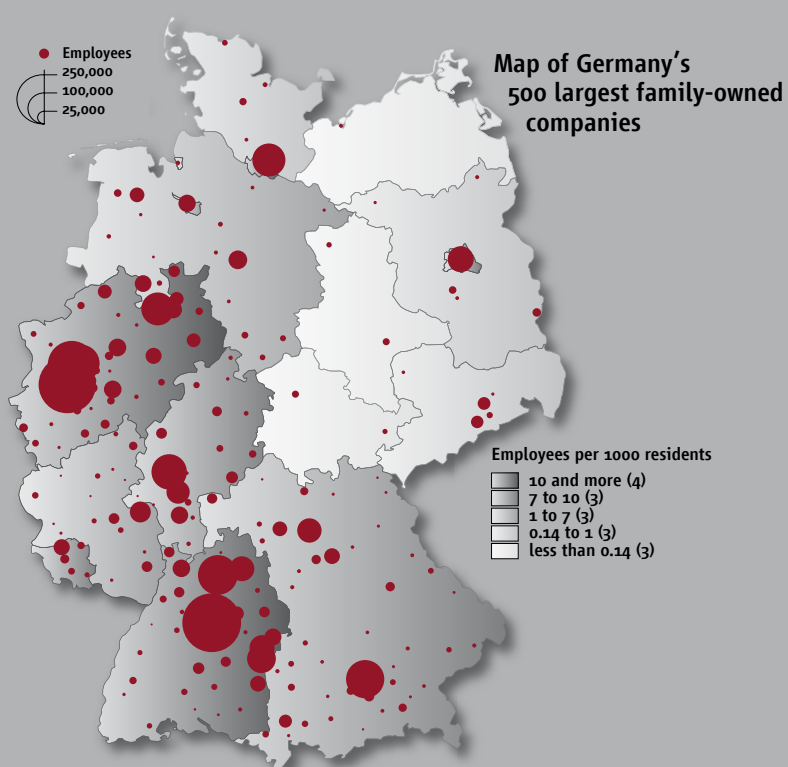 Employees
250,000
100,000
25,000
Map of Germany's
500 largest family-owned
companies
Employees per 1000 residents
10 and more (4)
7 to 10 (3)
1 to 7 (3)
0.14 to 1 (3)
less than 0.14 (3)